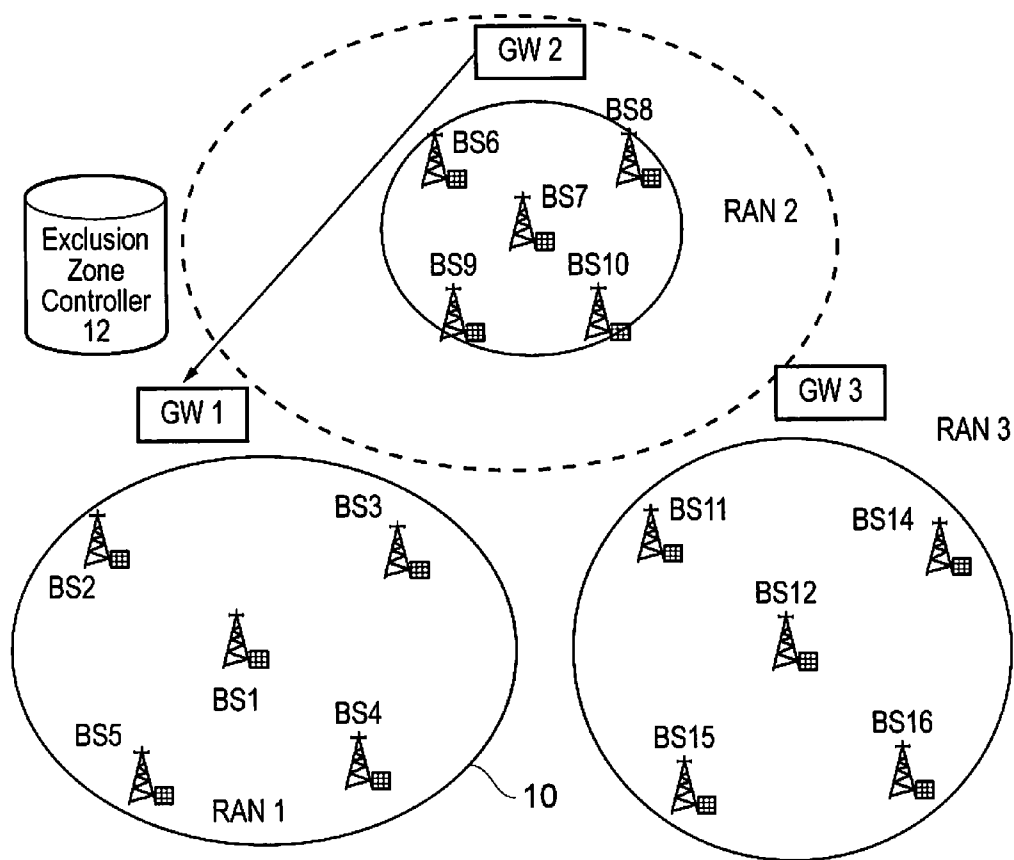 GW 2
BS6
BS8
BS7
RAN 2
BS9
BS10
Exclusion
Zone
Controller
12
GW 1
GW 3
RAN 3
BS2
BS3
BS1
BS5
BS4
RAN 1
10
BS11
BS14
BS12
BS15
BS16